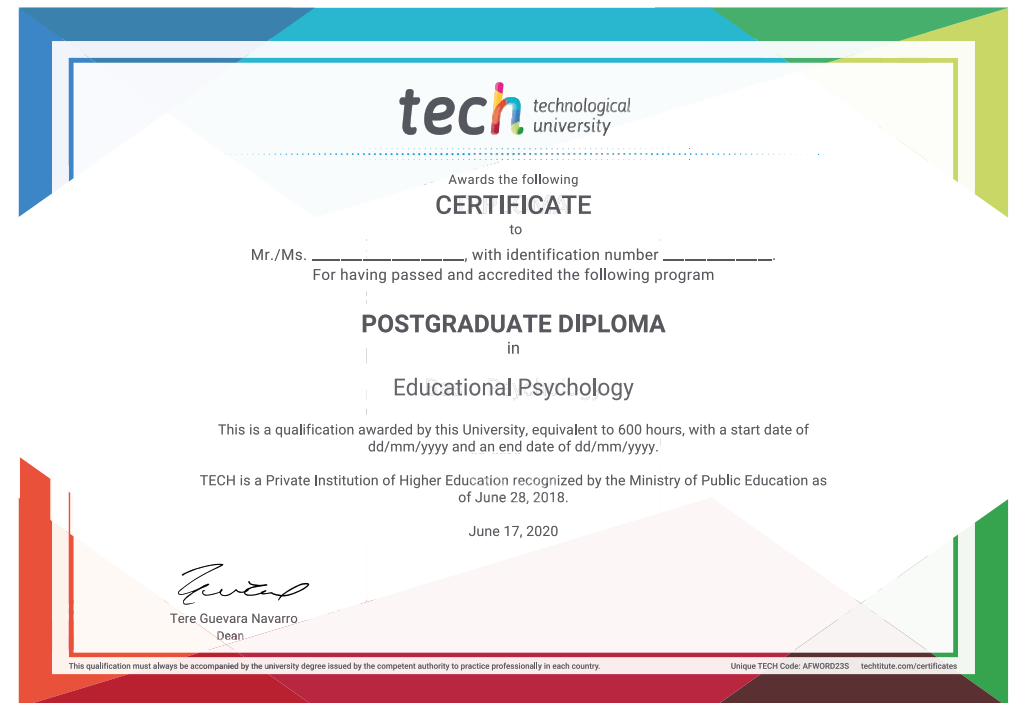 tech technological
university
Awards the following
CERTIFICATE
to
Mr./Ms. __________________, with identification number _____________.
For having passed and accredited the following program
POSTGRADUATE DIPLOMA
in
Educational Psychology
This is a qualification awarded by this University, equivalent to 600 hours, with a start date of
dd/mm/yyyy and an end date of dd/mm/yyyy.
TECH is a Private Institution of Higher Education recognized by the Ministry of Public Education as
of June 28, 2018.
June 17, 2020
Tere Guevara Navarro
Dean
This qualification must always be accompanied by the university degree issued by the competent authority to practice professionally in each country.
Unique TECH Code: AFWORD23S techtitute.com/certificates